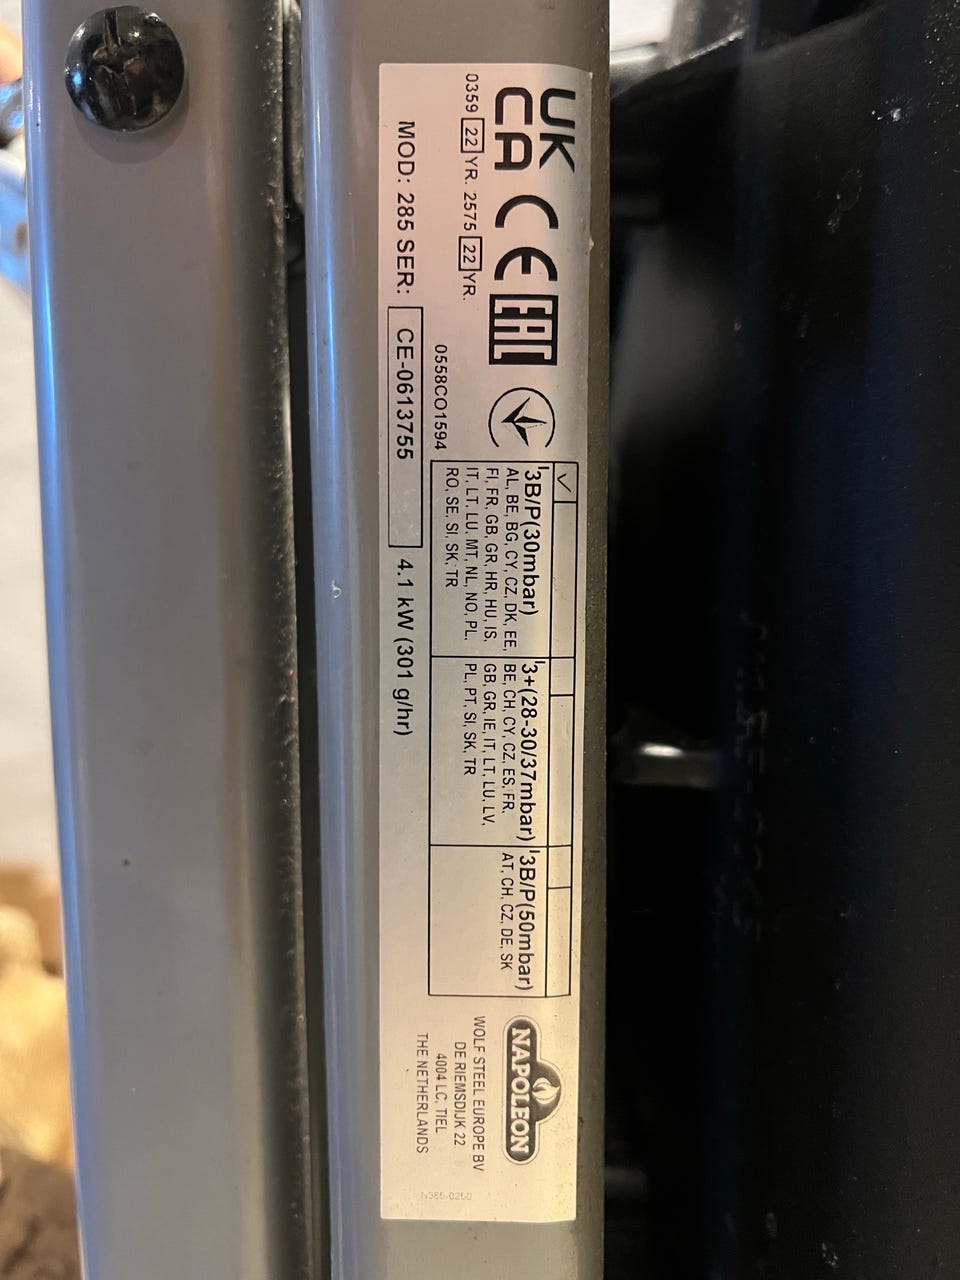 UK
CA
CE
EAC
0359 22 YR. 2575 22 YR.
0558CO1594
MOD: 285 SER: CE-0613755 4.1 kW (301 g/hr)
I3B/P(30mbar)
AL, BE, BG, CY, CZ, DK, EE,
FI, FR, GB, GR, HR, HU, IS,
IT, LT, LU, MT, NL, NO, PL,
RO, SE, SI, SK, TR
I3+(28-30/37mbar)
BE, CH, CY, CZ, ES, FR,
GB, GR, IE, IT, LT, LU, LV,
PL, PT, SI, SK, TR
I3B/P(50mbar)
AT, CH, CZ, DE, SK
NAPOLEON
WOLF STEEL EUROPE BV
DE RIEMSDIJK 22
4004 LC, TIEL
THE NETHERLANDS